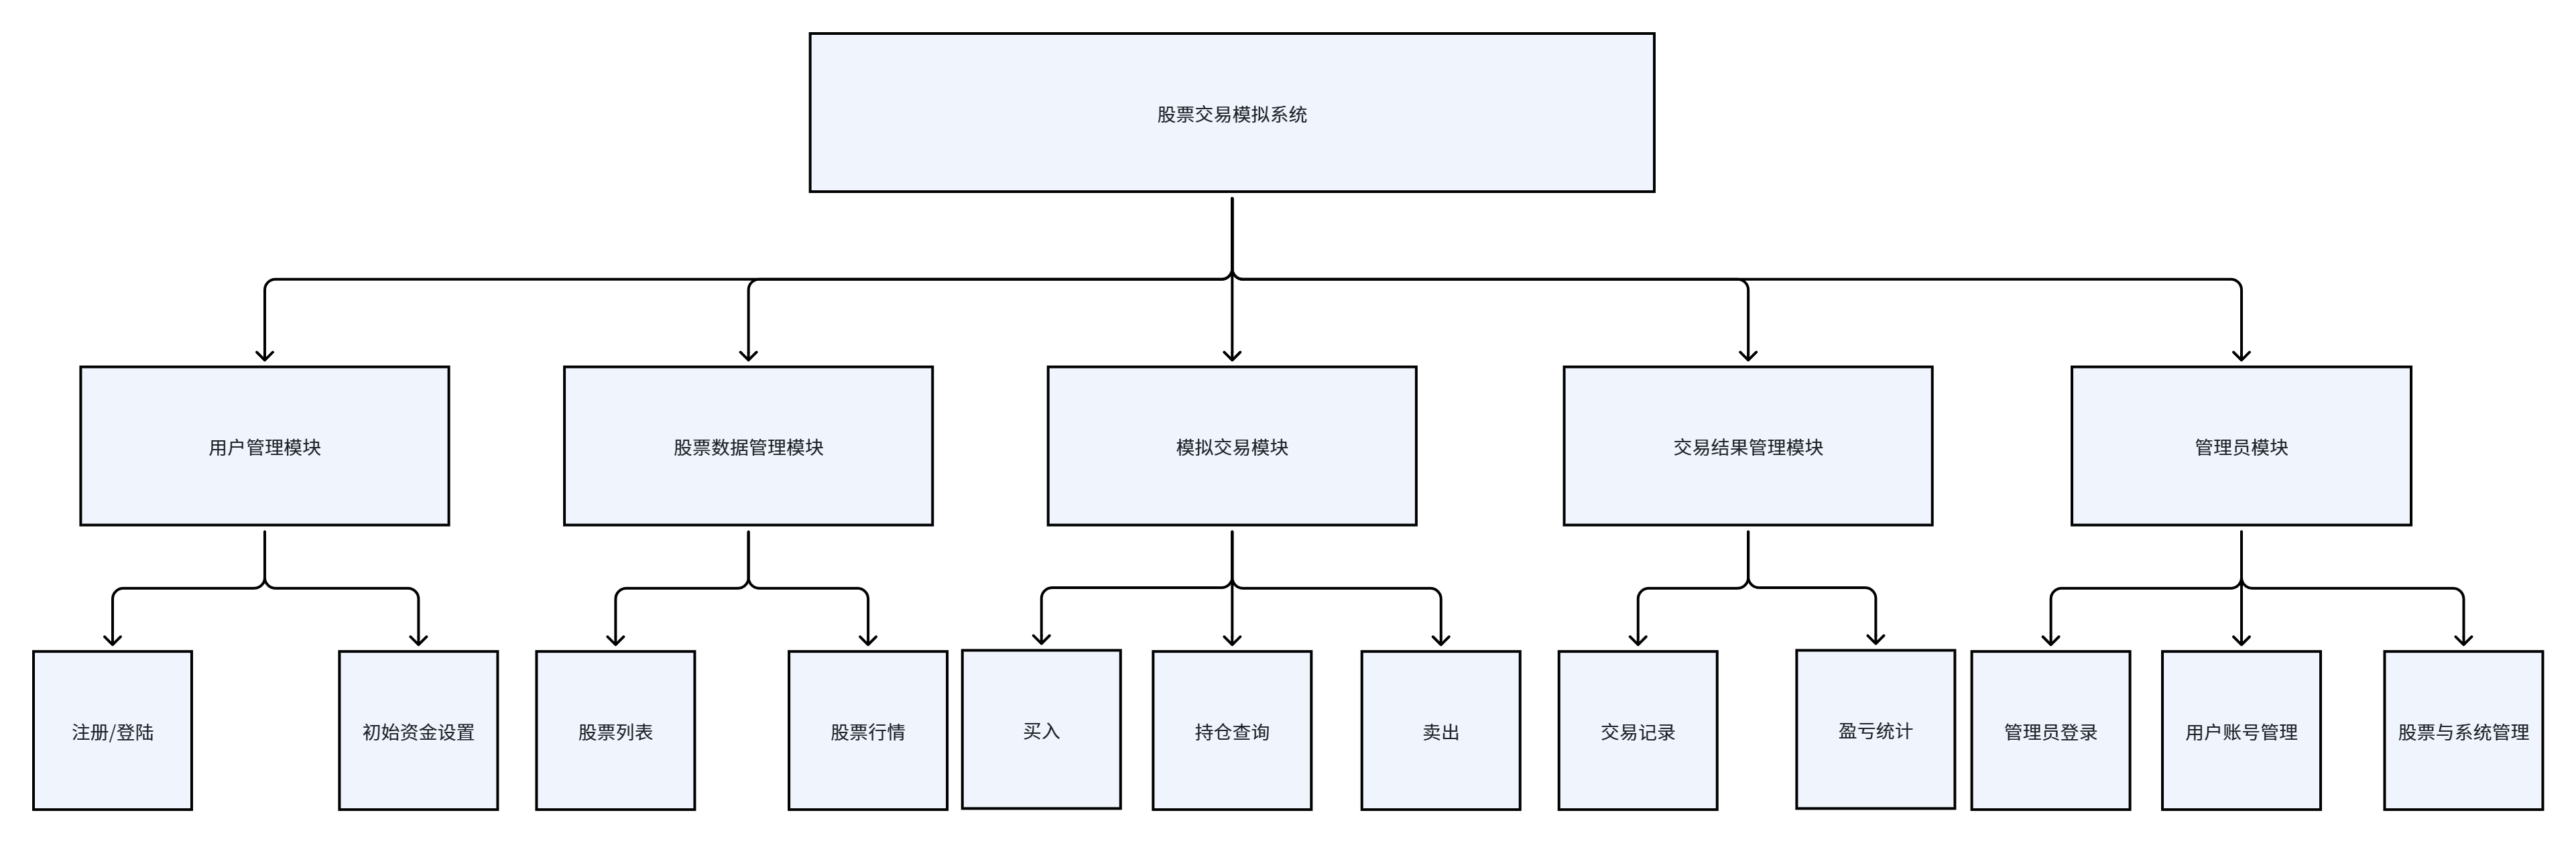 股票交易模拟系统
用户管理模块
股票数据管理模块
模拟交易模块
交易结果管理模块
管理员模块
注册/登陆
初始资金设置
股票列表
股票行情
买入
持仓查询
卖出
交易记录
盈亏统计
管理员登录
用户账号管理
股票与系统管理